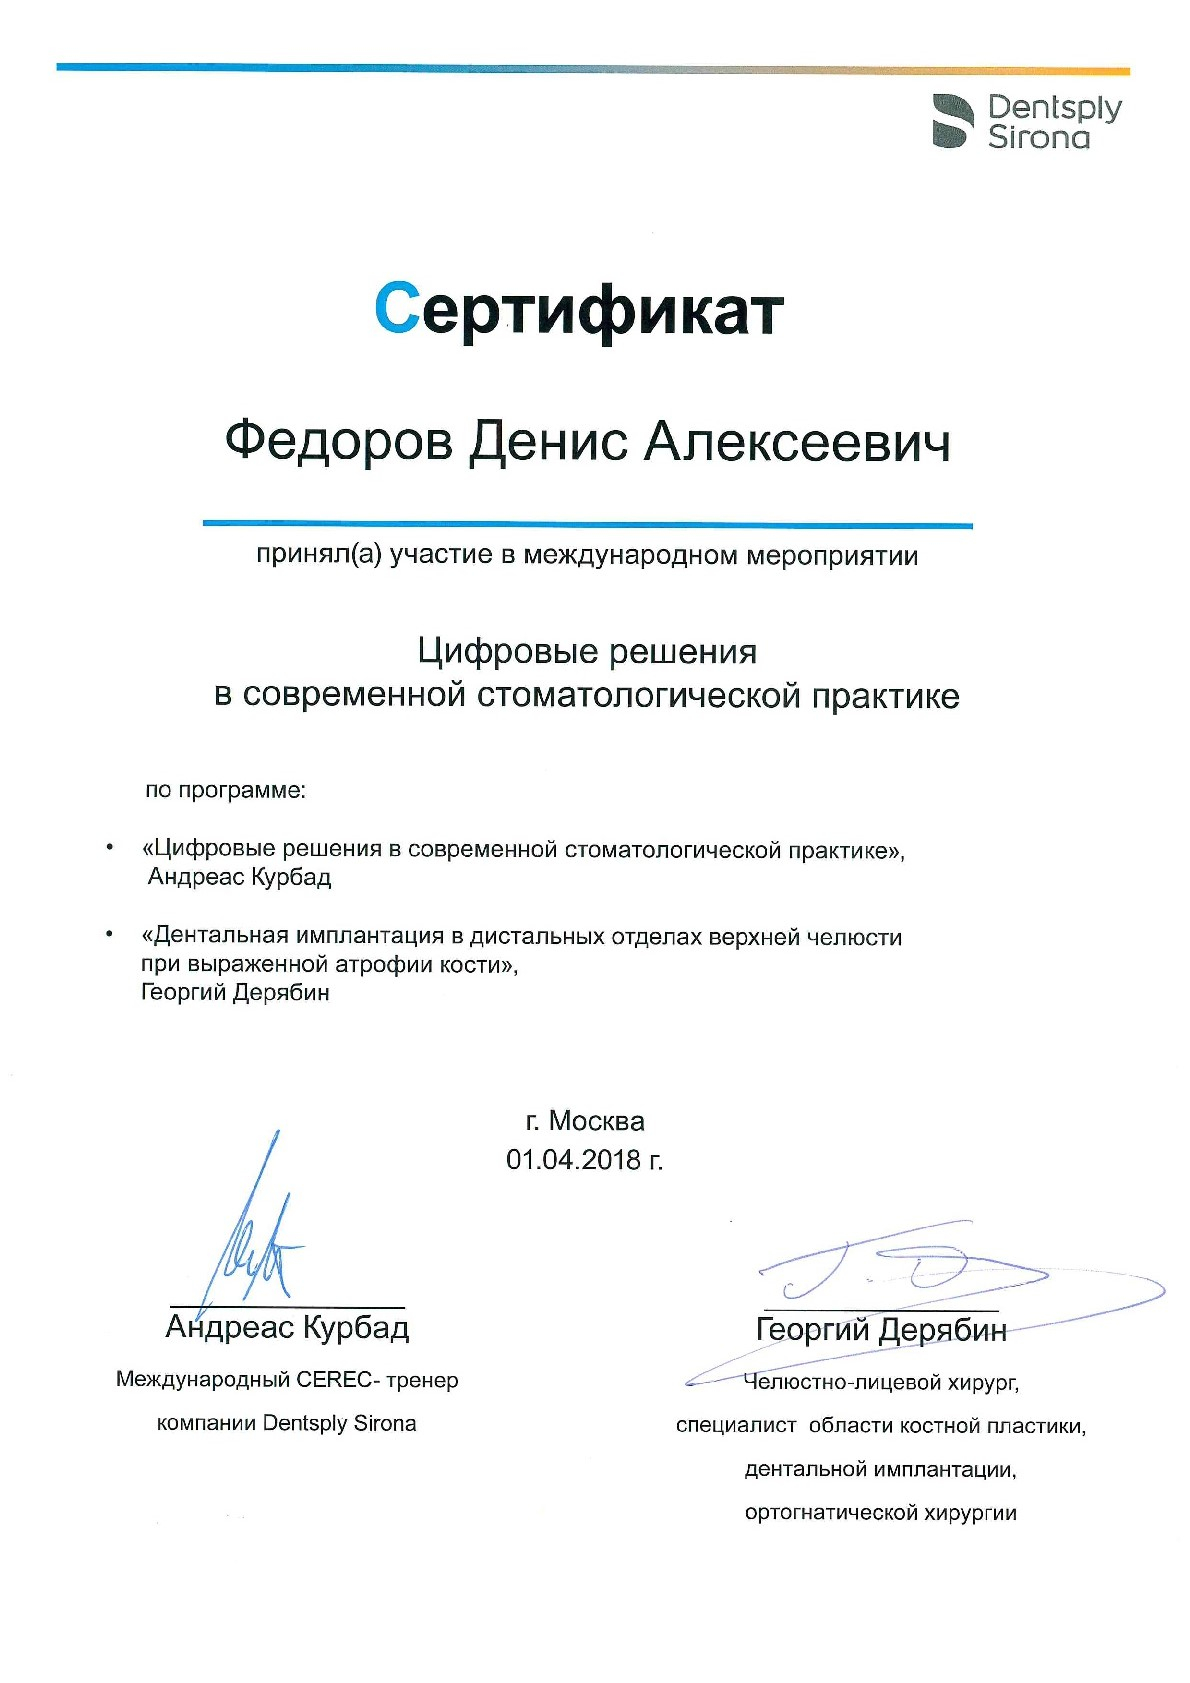 Dentsply
Sirona
Сертификат
Федоров Денис Алексеевич
принял(а) участие в международном мероприятии
Цифровые решения
в современной стоматологической практике
по программе:
• «Цифровые решения в современной стоматологической практике»,
Андреас Курбад
• «Дентальная имплантация в дистальных отделах верхней челюсти
при выраженной атрофии кости»,
Георгий Дерябин
г. Москва
01.04.2018 г.
Андреас Курбад
Международный CEREC- тренер
компании Dentsply Sirona
Георгий Дерябин
Челюстно-лицевой хирург,
специалист области костной пластики,
дентальной имплантации,
ортогнатической хирургии